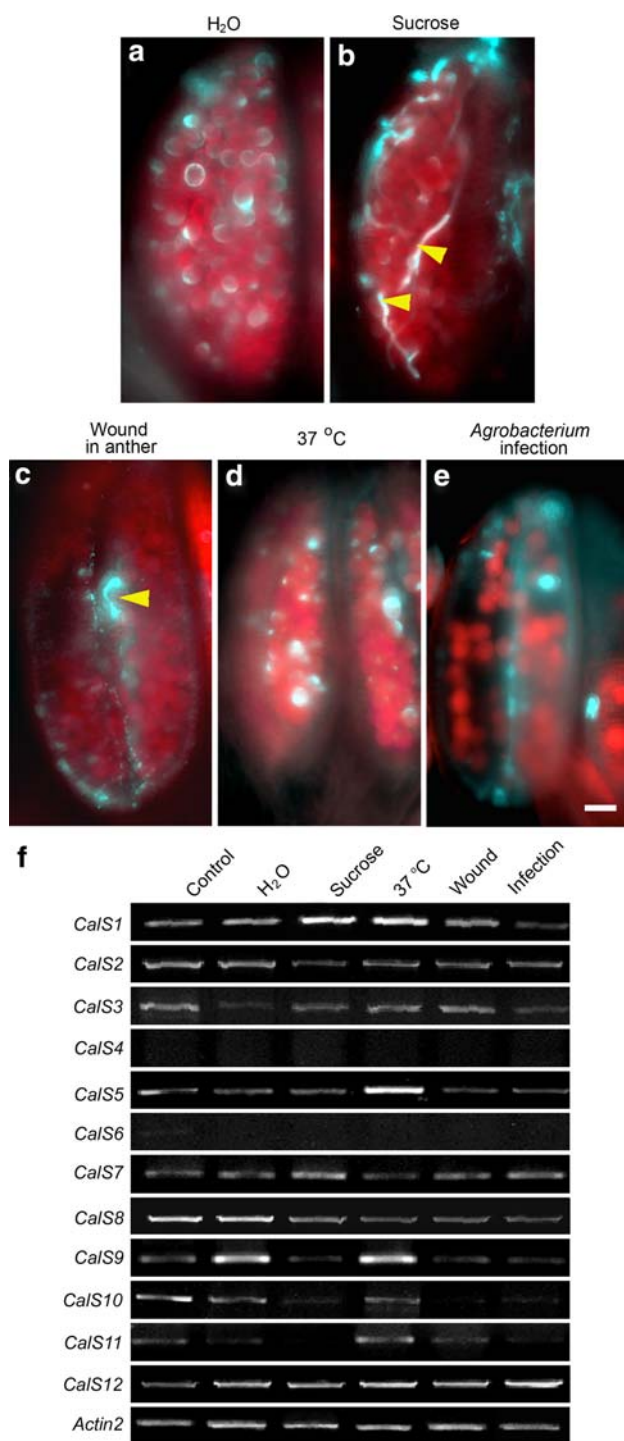 H₂O
Sucrose
a
b
Wound
in anther
37 °C
Agrobacterium
infection
c
d
e
f
Control
H₂O
Sucrose
37 °C
Wound
Infection
CalS1
CalS2
CalS3
CalS4
CalS5
CalS6
CalS7
CalS8
CalS9
CalS10
CalS11
CalS12
Actin2